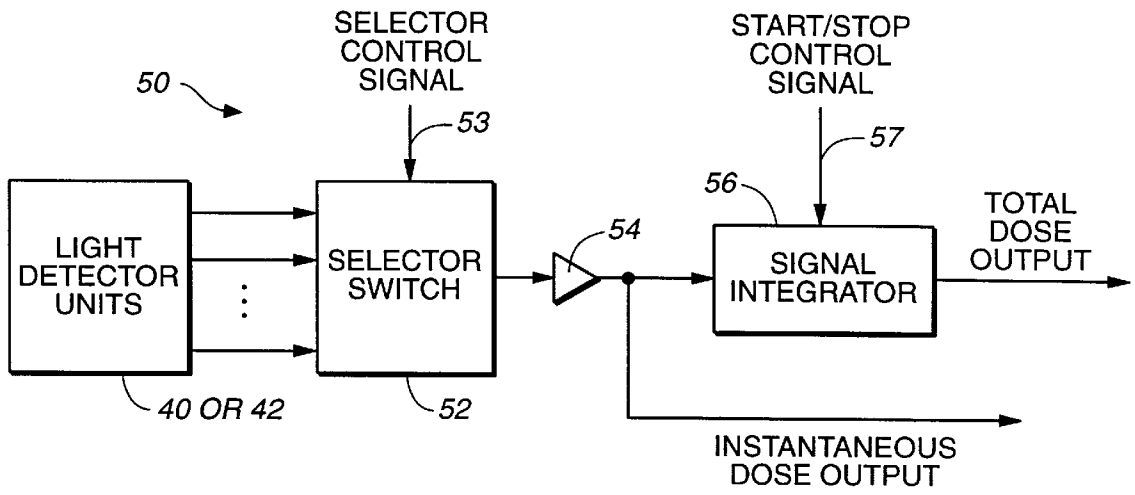 SELECTOR
CONTROL
SIGNAL
START/STOP
CONTROL
SIGNAL
50
53
57
56
LIGHT
DETECTOR
UNITS
SELECTOR
SWITCH
54
SIGNAL
INTEGRATOR
TOTAL
DOSE
OUTPUT
40 OR 42
52
INSTANTANEOUS
DOSE OUTPUT